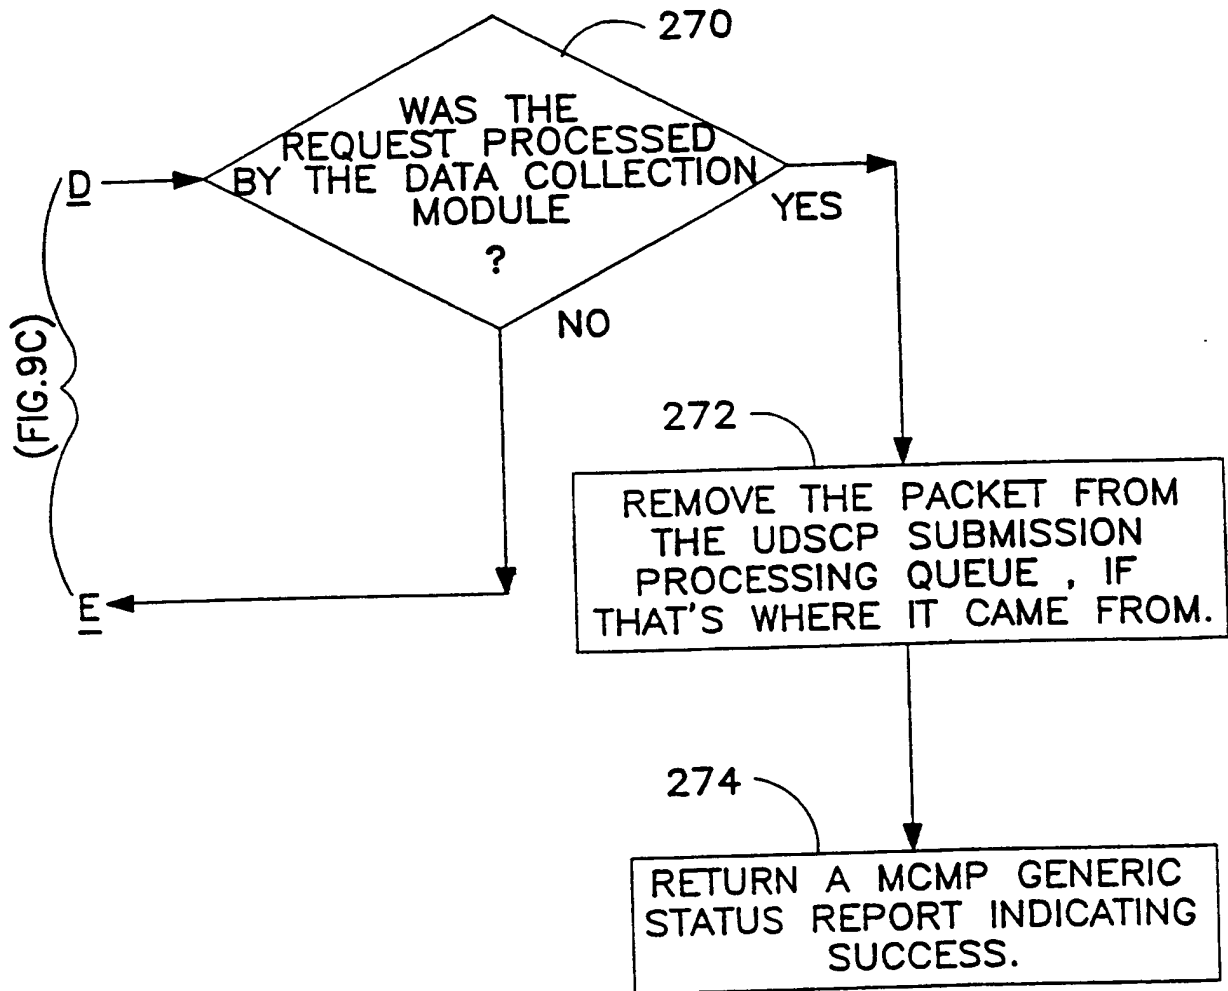 270
WAS THE
REQUEST PROCESSED
BY THE DATA COLLECTION
MODULE
?
D
YES
NO
(FIG.9C)
272
REMOVE THE PACKET FROM
THE UDSCP SUBMISSION
PROCESSING QUEUE , IF
THAT'S WHERE IT CAME FROM.
E
274
RETURN A MCMP GENERIC
STATUS REPORT INDICATING
SUCCESS.